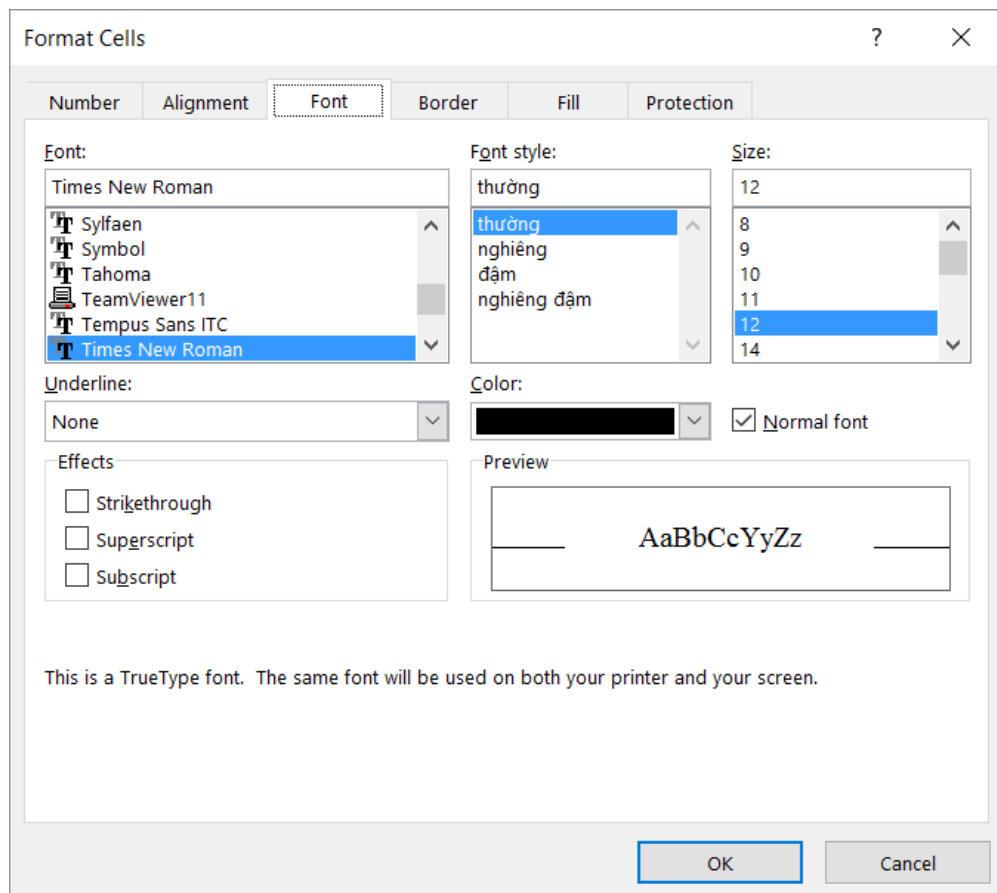 Format Cells
Number Alignment Font Border Fill Protection
Font:
Times New Roman
Sylfaen
Symbol
Tahoma
TeamViewer11
Tempus Sans ITC
Times New Roman
Font style:
thường
thường
nghiêng
đậm
nghiêng đậm
Size:
12
8
9
10
11
12
14
Underline:
None
Color:
Normal font
Effects
Strikethrough
Superscript
Subscript
Preview
AaBbCcYyZz
This is a TrueType font.  The same font will be used on both your printer and your screen.
OK Cancel